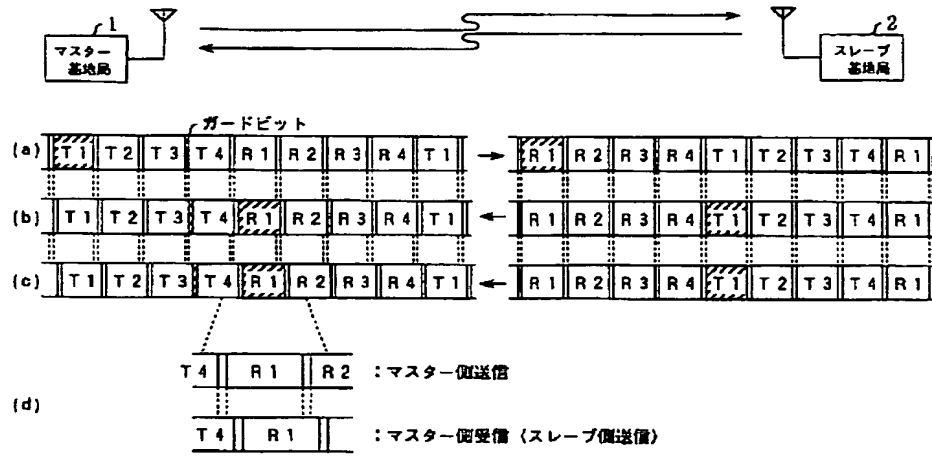 1
マスター
基地局
2
スレーブ
基地局
ガードビット
(a) T1 T2 T3 T4 R1 R2 R3 R4 T1 → R1 R2 R3 R4 T1 T2 T3 T4 R1
(b) T1 T2 T3 T4 R1 R2 R3 R4 T1 ← R1 R2 R3 R4 T1 T2 T3 T4 R1
(c) T1 T2 T3 T4 R1 R2 R3 R4 T1 ← R1 R2 R3 R4 T1 T2 T3 T4 R1
(d)
T4 R1 R2 :マスター側送信
T4 R1 :マスター側受信(スレーブ側送信)